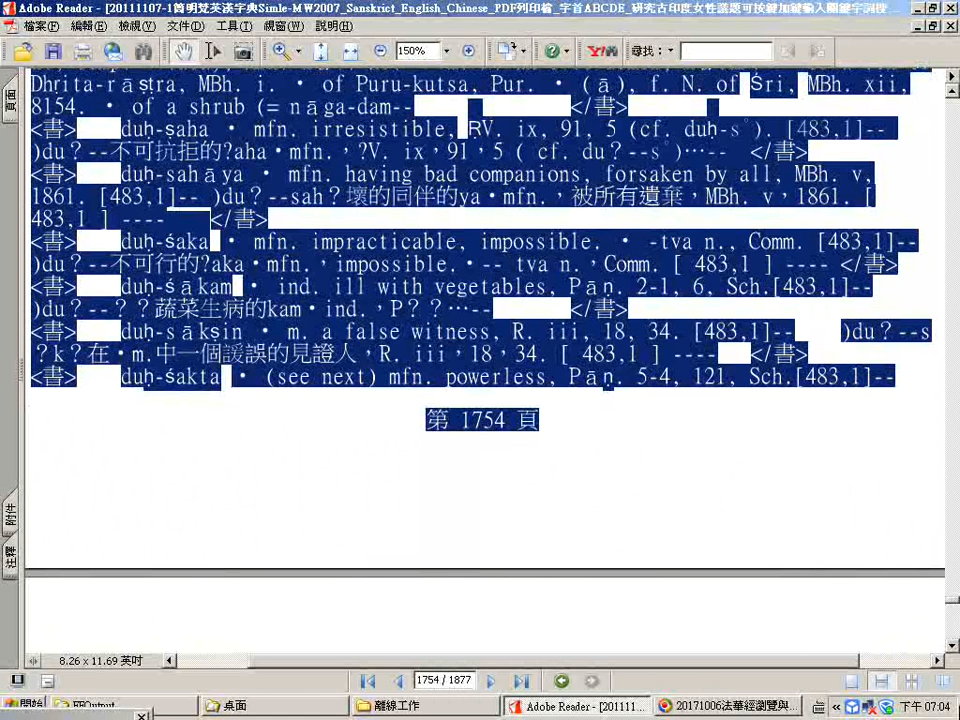 Adobe Reader - [20111107-1簡明梵英漢字典Simle-MW2007_Sanskrict_English_Chinese_PDF列印檔_字首ABCDE_研究古印度女性議題可按鍵加鍵輸入關鍵字詞搜
檔案(F) 編輯(E) 檢視(V) 文件(D) 工具(T) 視窗(W) 說明(H)
150% 尋找:
頁面
Dhrita-rāṣṭra, MBh. i. • of Puru-kutsa, Pur. • (ā), f. N. of Śri, MBh. xii,
8154. • of a shrub (= nāga-dam-- </書>
<書> duḥ-ṣaha • mfn. irresistible, ṚV. ix, 91, 5 (cf. duḥ-s°). [483,1]--
)du？--不可抗拒的?aha•mfn.，?V. ix，91，5 ( cf. du？--s°)…-- </書>
<書> duḥ-sahāya • mfn. having bad companions, forsaken by all, MBh. v,
1861. [483,1]-- )du？--sah？壞的同伴的ya•mfn.，被所有遺棄，MBh. v，1861. [
483,1 ] ---- </書>
<書> duḥ-śaka • mfn. impracticable, impossible. • -tva n., Comm. [483,1]--
)du？--不可行的?aka•mfn.，impossible.•-- tva n.，Comm. [ 483,1 ] ---- </書>
<書> duḥ-śākam • ind. ill with vegetables, Pāṇ. 2-1, 6, Sch.[483,1]--
)du？--？？蔬菜生病的kam•ind.，P？？…-- </書>
<書> duḥ-sākṣin • m. a false witness, R. iii, 18, 34. [483,1]-- )du？--s
？k？在•m.中一個謊誤的見證人，R. iii，18，34. [ 483,1 ] ---- </書>
<書> duḥ-śakta • (see next) mfn. powerless, Pāṇ. 5-4, 121, Sch.[483,1]--
第 1754 頁
附件
注釋
8.26 x 11.69 英吋
1754 / 1877
開始 FFOutput 桌面 離線工作 Adobe Reader - [201111... 20171006法華經瀏覽與... 下午 07:04